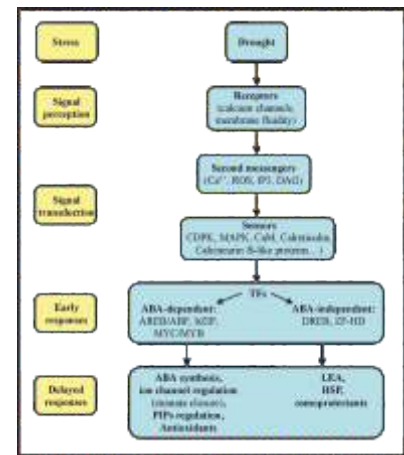 Stress
Drought
Signal
perception
Receptors
(calcium channels,
membrane fluidity)
Second messengers
(Ca²⁺, ROS, IP3, DAG)
Signal
transduction
Sensors
CDPK, MAPK, CaM, Calcineurin,
Calcineurin B-like proteins... )
Early
responses
TFs
ABA-dependent:
AREB/ABF, bZIP,
MYC/MYB
ABA-independent:
DREB, ZF-HD
Delayed
responses
ABA synthesis,
ion channel regulation
(stomata closure),
PIPs regulation,
Antioxidants
LEA,
HSP,
osmoprotectants